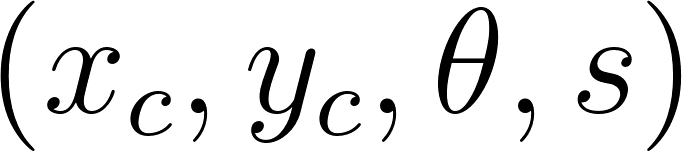 (x_c, y_c, θ, s)